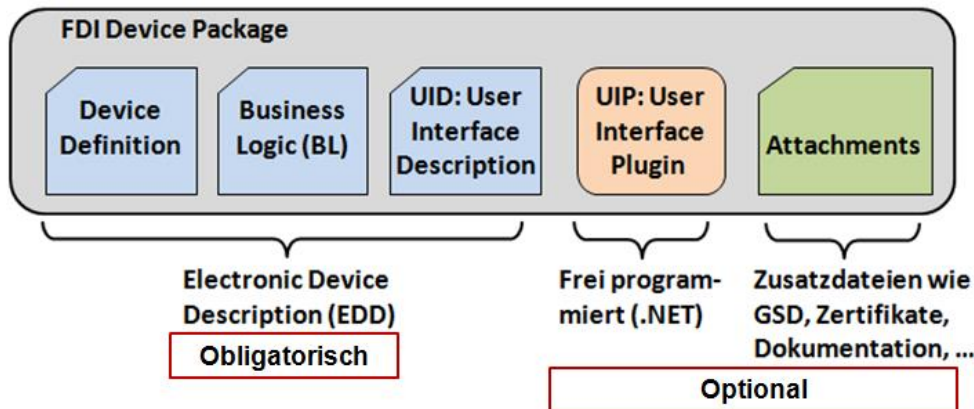 FDI Device Package
Device
Definition
Business
Logic (BL)
UID: User
Interface
Description
UIP: User
Interface
Plugin
Attachments
Electronic Device
Description (EDD)
Obligatorisch
Frei program-
miert (.NET)
Zusatzdateien wie
GSD, Zertifikate,
Dokumentation, ...
Optional